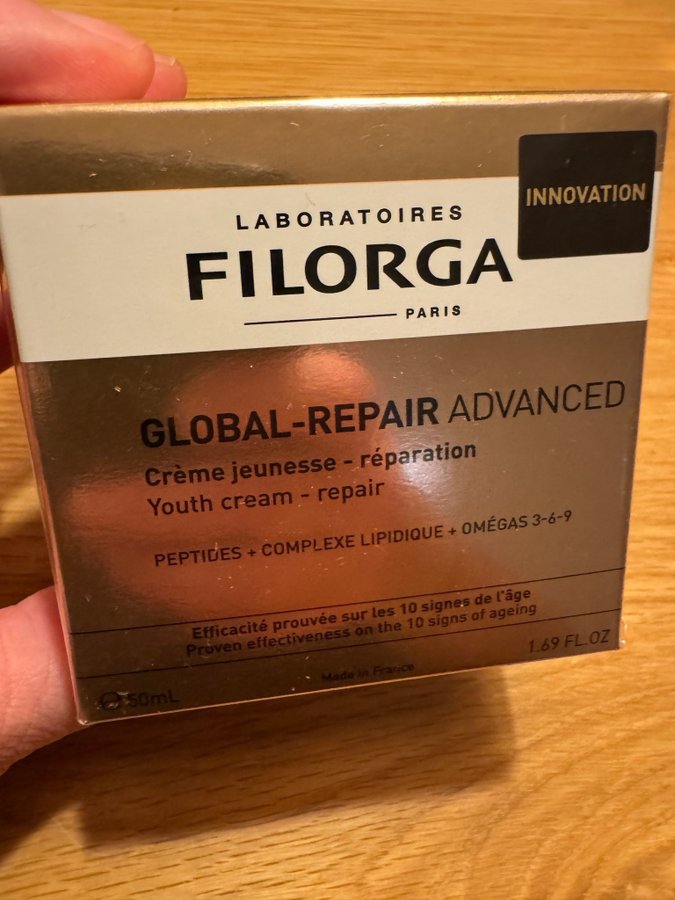 INNOVATION
LABORATOIRES
FILORGA
PARIS
GLOBAL-REPAIR ADVANCED
Crème jeunesse - réparation
Youth cream - repair
PEPTIDES + COMPLEXE LIPIDIQUE + OMÉGAS 3-6-9
Efficacité prouvée sur les 10 signes de l'âge
Proven effectiveness on the 10 signs of ageing
Made in France
50mL
1.69 FL.OZ